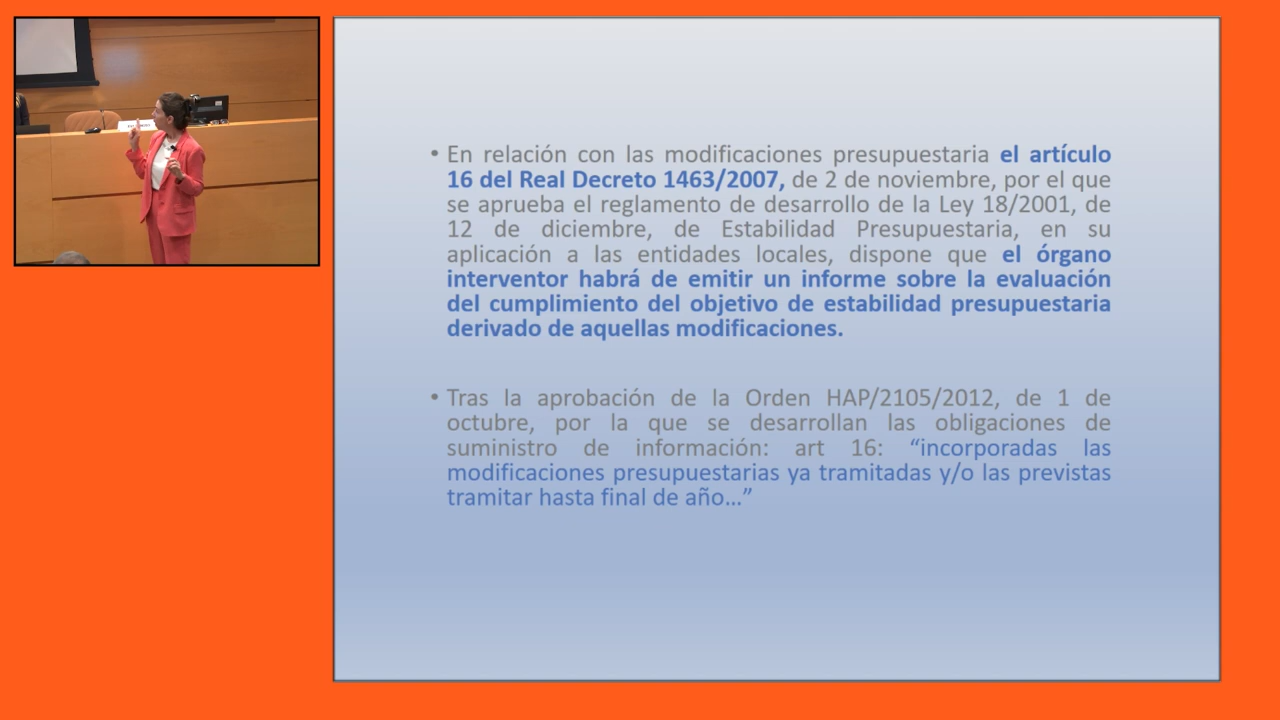 • En relación con las modificaciones presupuestaria el artículo
16 del Real Decreto 1463/2007, de 2 de noviembre, por el que
se aprueba el reglamento de desarrollo de la Ley 18/2001, de
12 de diciembre, de Estabilidad Presupuestaria, en su
aplicación a las entidades locales, dispone que el órgano
interventor habrá de emitir un informe sobre la evaluación
del cumplimiento del objetivo de estabilidad presupuestaria
derivado de aquellas modificaciones.
• Tras la aprobación de la Orden HAP/2105/2012, de 1 de
octubre, por la que se desarrollan las obligaciones de
suministro de información: art 16: “incorporadas las
modificaciones presupuestarias ya tramitadas y/o las previstas
tramitar hasta final de año…”